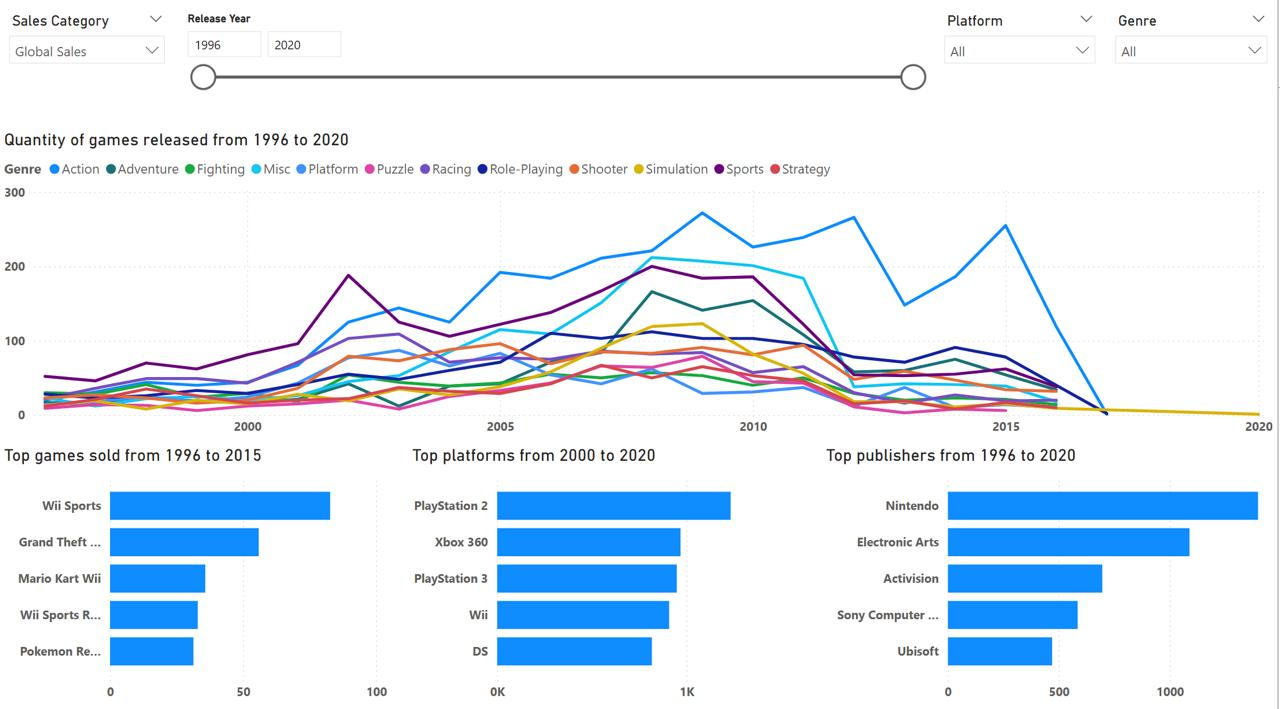 Sales Category
Release Year
Platform
Genre
Global Sales
1996
2020
All
All
Quantity of games released from 1996 to 2020
Genre Action Adventure Fighting Misc Platform Puzzle Racing Role-Playing Shooter Simulation Sports Strategy
300
200
100
0
2000
2005
2010
2015
2020
Top games sold from 1996 to 2015
Wii Sports
Grand Theft ...
Mario Kart Wii
Wii Sports R...
Pokemon Re...
0
50
100
Top platforms from 2000 to 2020
PlayStation 2
Xbox 360
PlayStation 3
Wii
DS
0K
1K
Top publishers from 1996 to 2020
Nintendo
Electronic Arts
Activision
Sony Computer ...
Ubisoft
0
500
1000